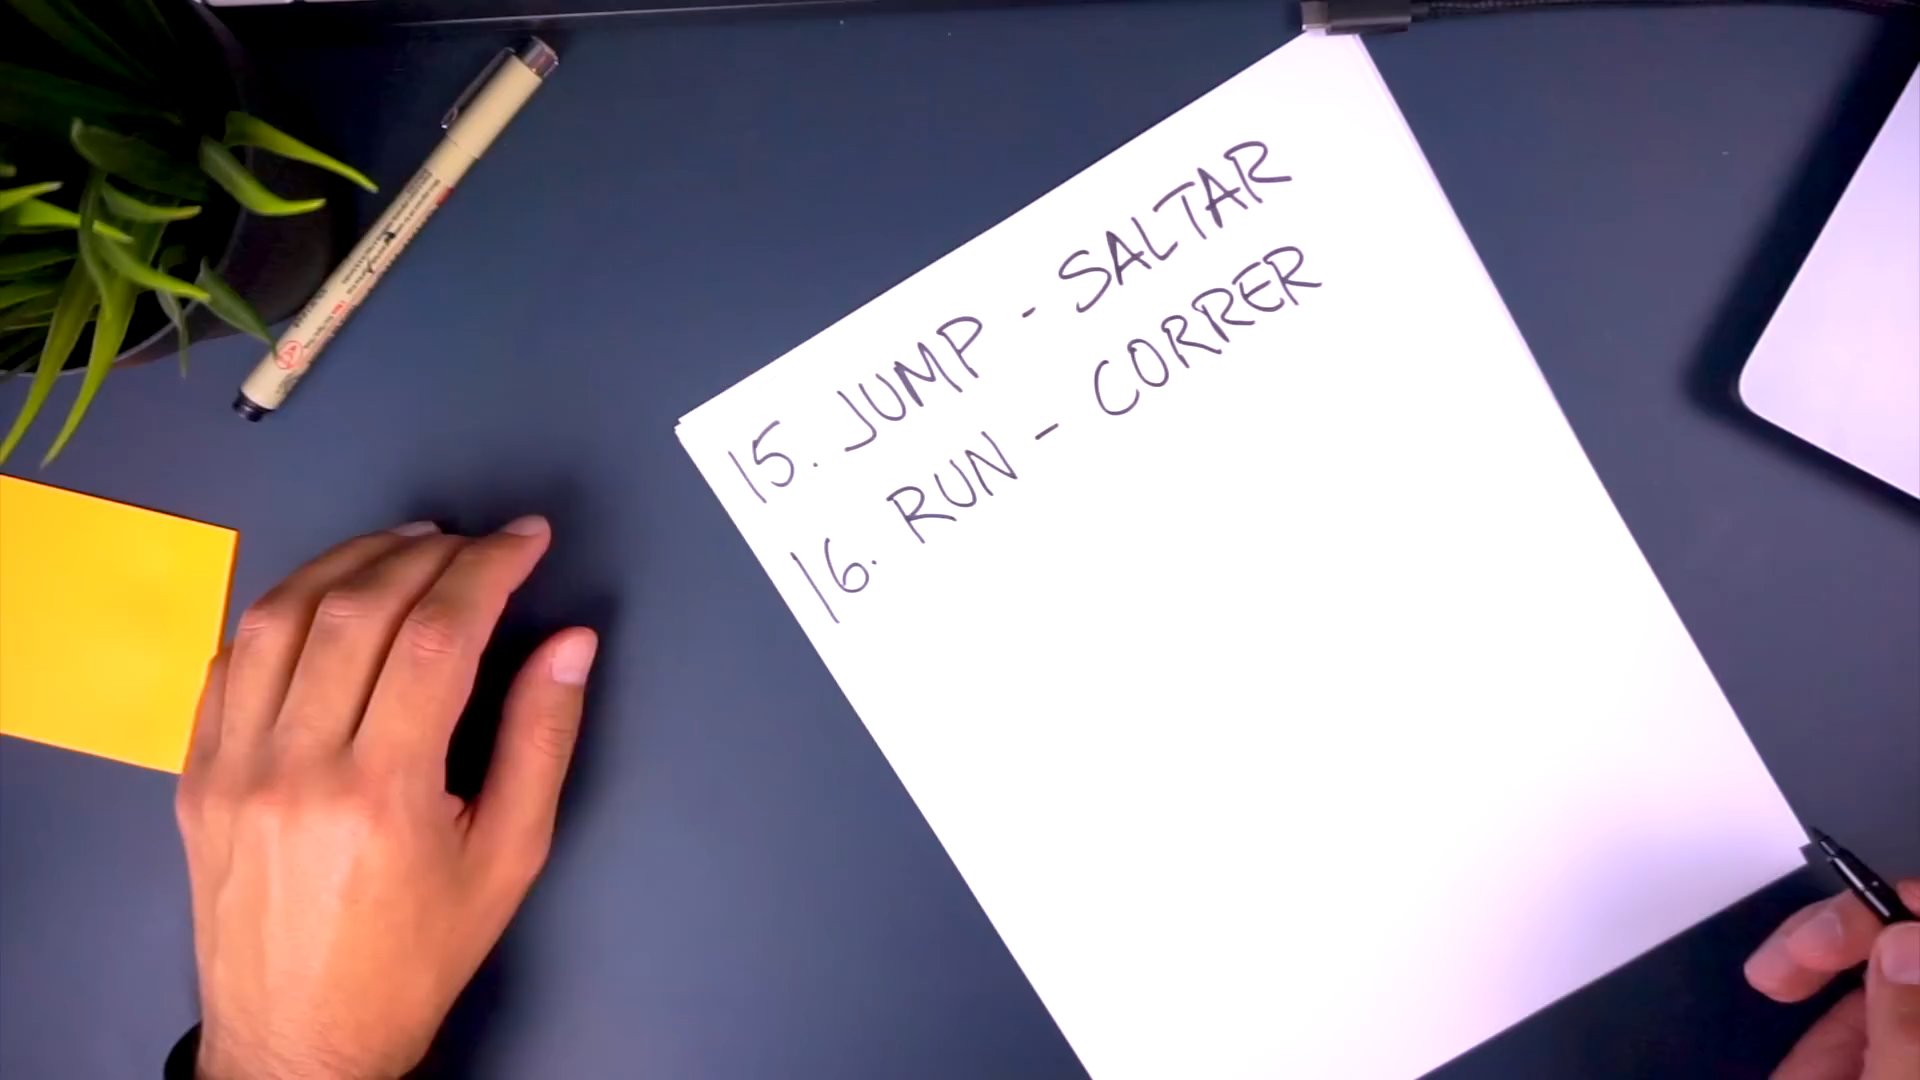 15. JUMP - SALTAR
16. RUN - CORRER